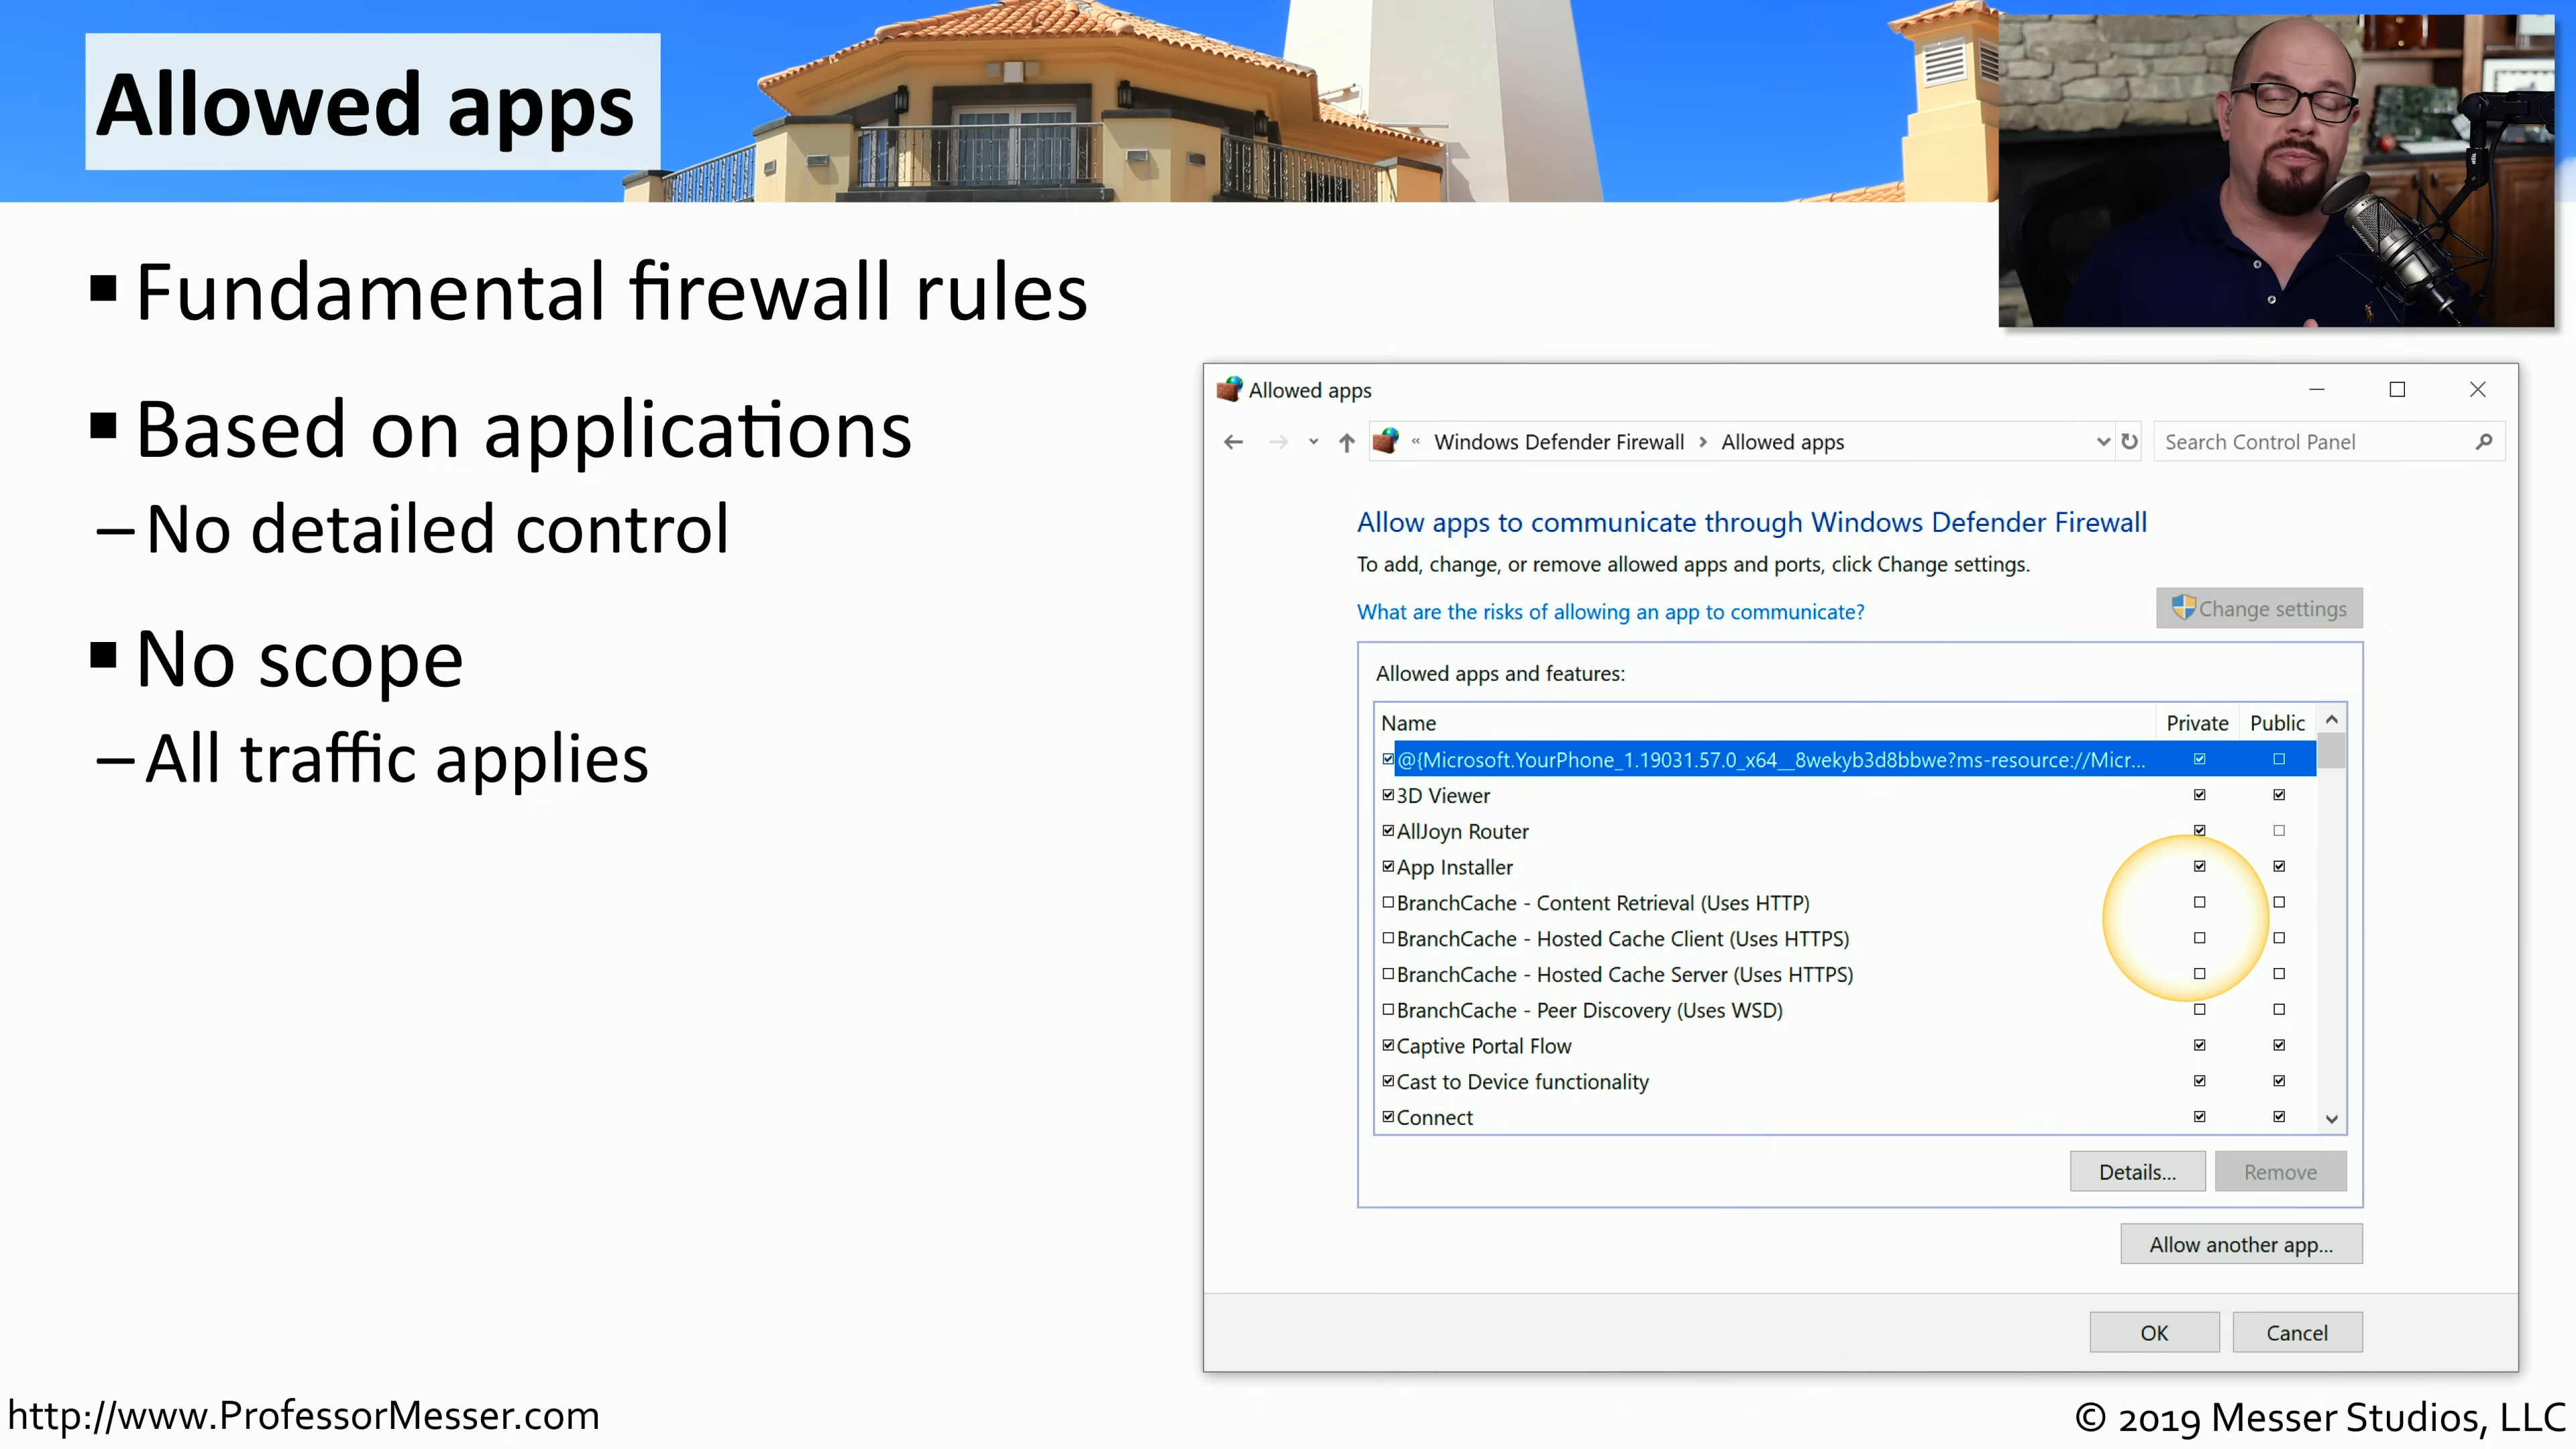 Allowed apps
▪ Fundamental firewall rules
▪ Based on applications
– No detailed control
▪ No scope
– All traffic applies
Allowed apps
« Windows Defender Firewall › Allowed apps
Search Control Panel
Allow apps to communicate through Windows Defender Firewall
To add, change, or remove allowed apps and ports, click Change settings.
What are the risks of allowing an app to communicate?
Change settings
Allowed apps and features:
Name Private Public
@{Microsoft.YourPhone_1.19031.57.0_x64__8wekyb3d8bbwe?ms-resource://Micr...
3D Viewer
AllJoyn Router
App Installer
BranchCache - Content Retrieval (Uses HTTP)
BranchCache - Hosted Cache Client (Uses HTTPS)
BranchCache - Hosted Cache Server (Uses HTTPS)
BranchCache - Peer Discovery (Uses WSD)
Captive Portal Flow
Cast to Device functionality
Connect
Details... Remove
Allow another app...
OK Cancel
http://www.ProfessorMesser.com
© 2019 Messer Studios, LLC